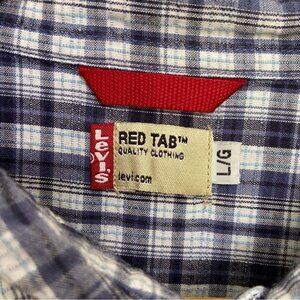 Levi's
RED TAB™
QUALITY CLOTHING
levi.com
L/G